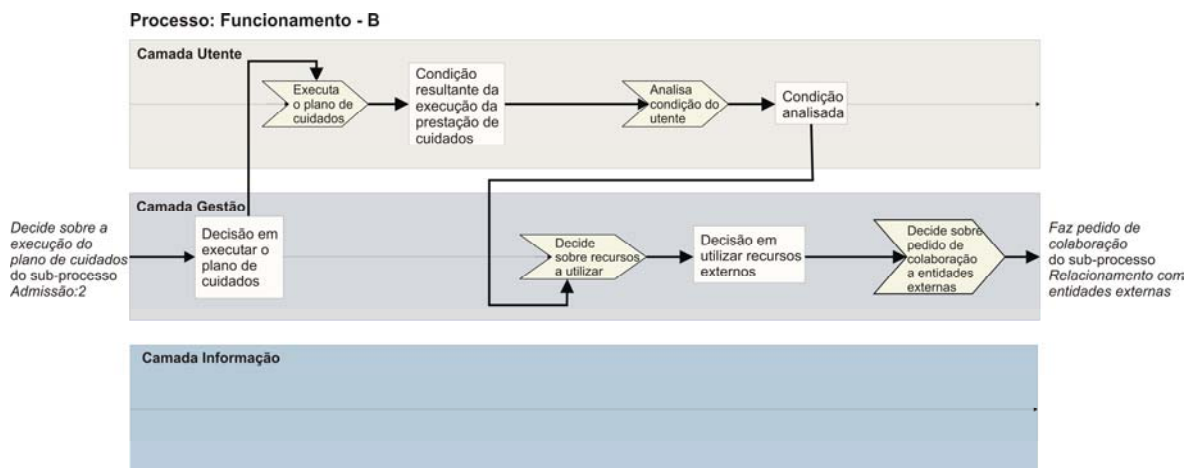 Processo: Funcionamento - B
Camada Utente
Executa
o plano de
cuidados
Condição
resultante da
execução da
prestação de
cuidados
Analisa
condição do
utente
Condição
analisada
Camada Gestão
Decide sobre a
execução do
plano de cuidados
do sub-processo
Admissão:2
Decisão em
executar o
plano de
cuidados
Decide
sobre recursos
a utilizar
Decisão em
utilizar recursos
externos
Decide sobre
pedido de
colaboração
a entidades
externas
Faz pedido de
colaboração
do sub-processo
Relacionamento com
entidades externas
Camada Informação